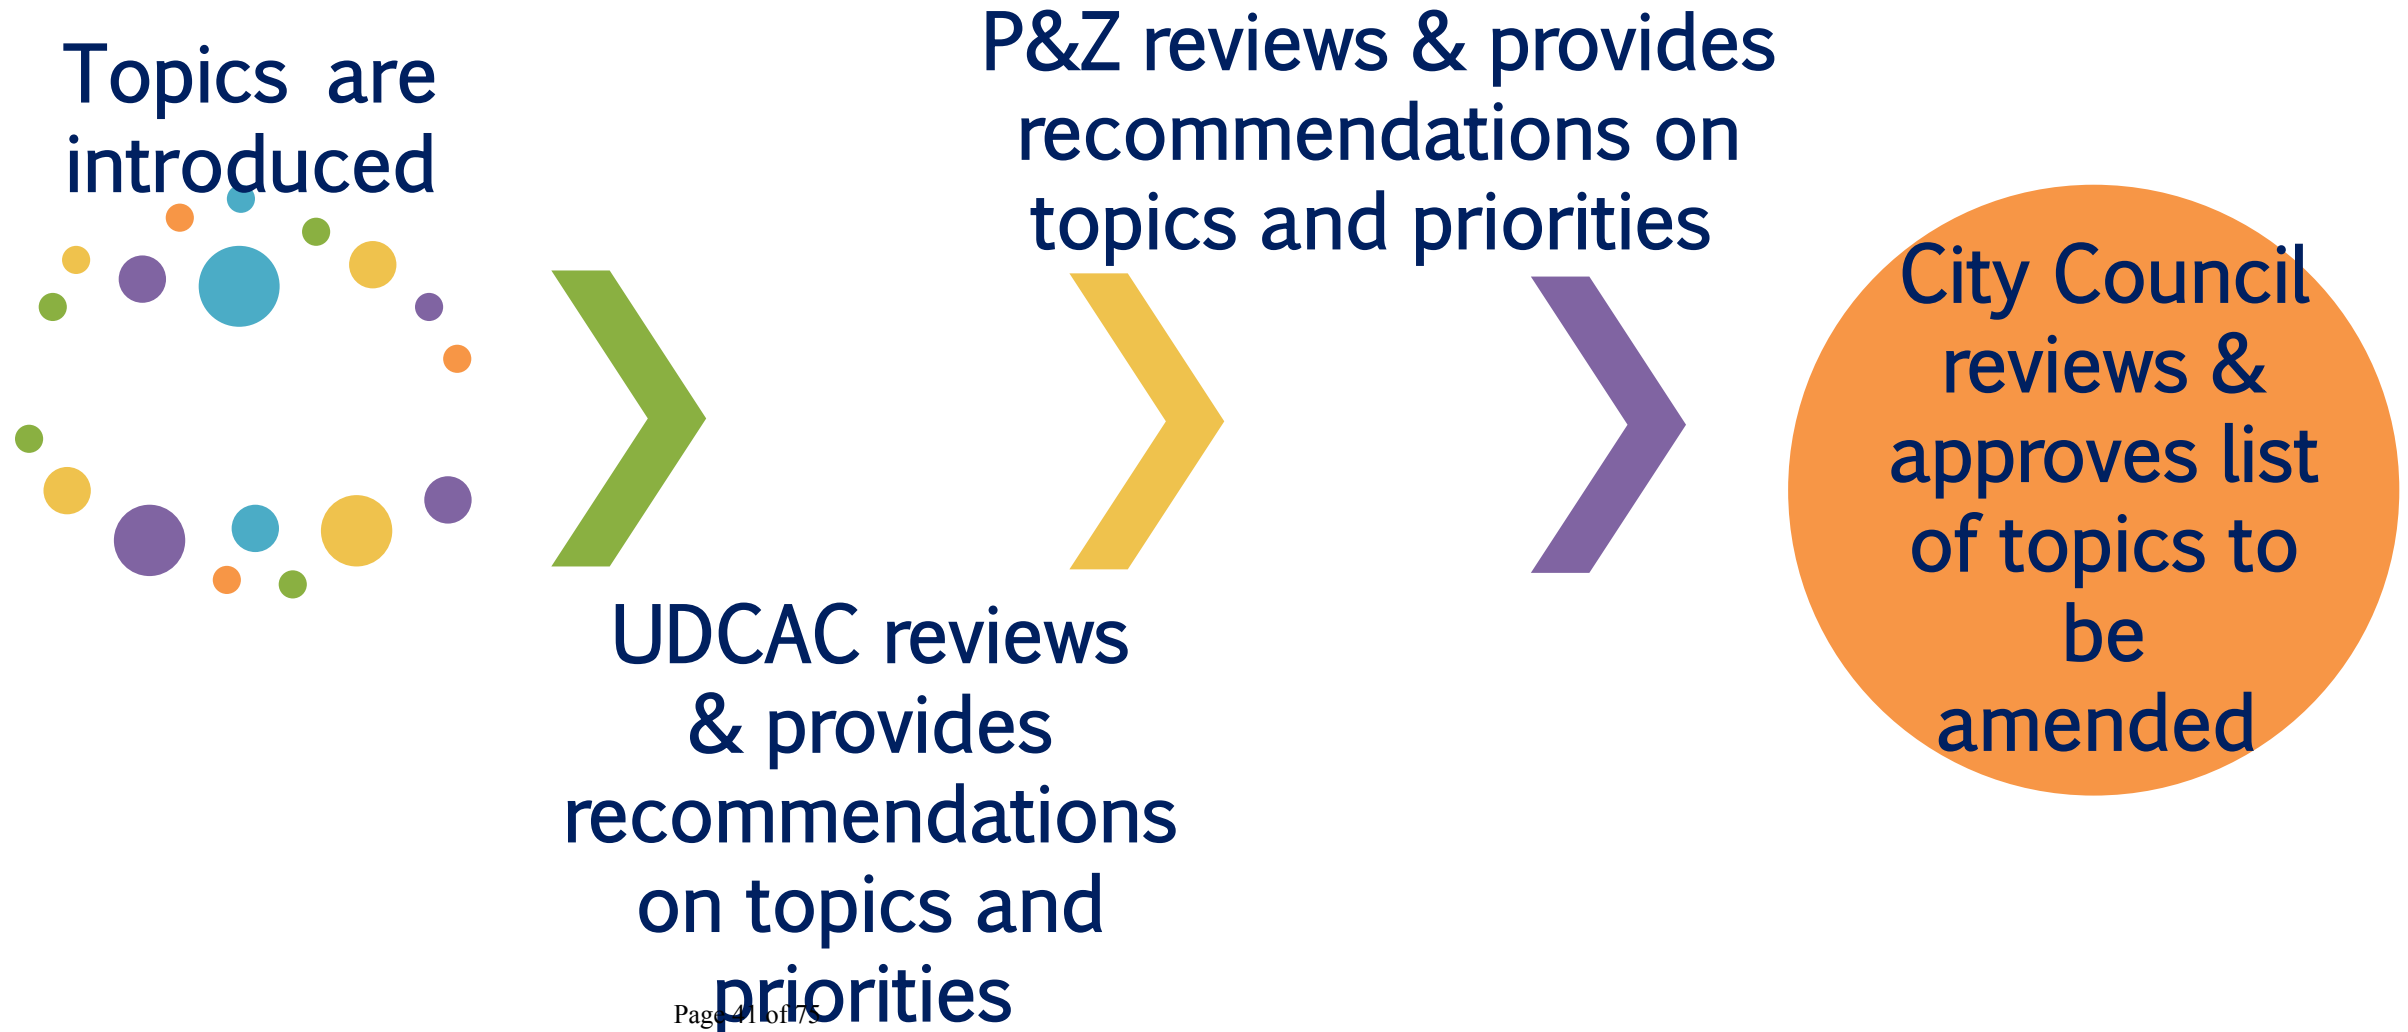 Topics are
introduced
UDCAC reviews
& provides
recommendations
on topics and
priorities
P&Z reviews & provides
recommendations on
topics and priorities
City Council
reviews &
approves list
of topics to
be
amended
Page 41 of 75